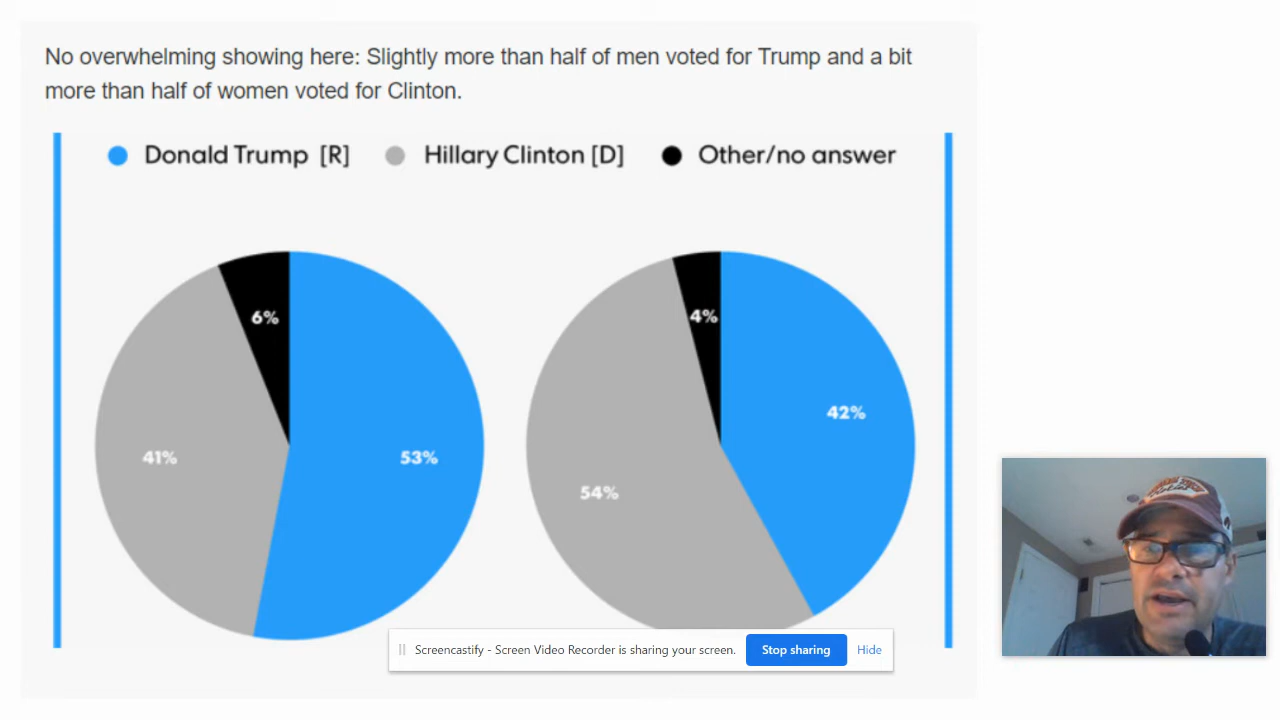 No overwhelming showing here: Slightly more than half of men voted for Trump and a bit
more than half of women voted for Clinton.
Donald Trump [R] Hillary Clinton [D] Other/no answer
6%
41%
53%
4%
42%
54%
Screencastify - Screen Video Recorder is sharing your screen. Stop sharing Hide